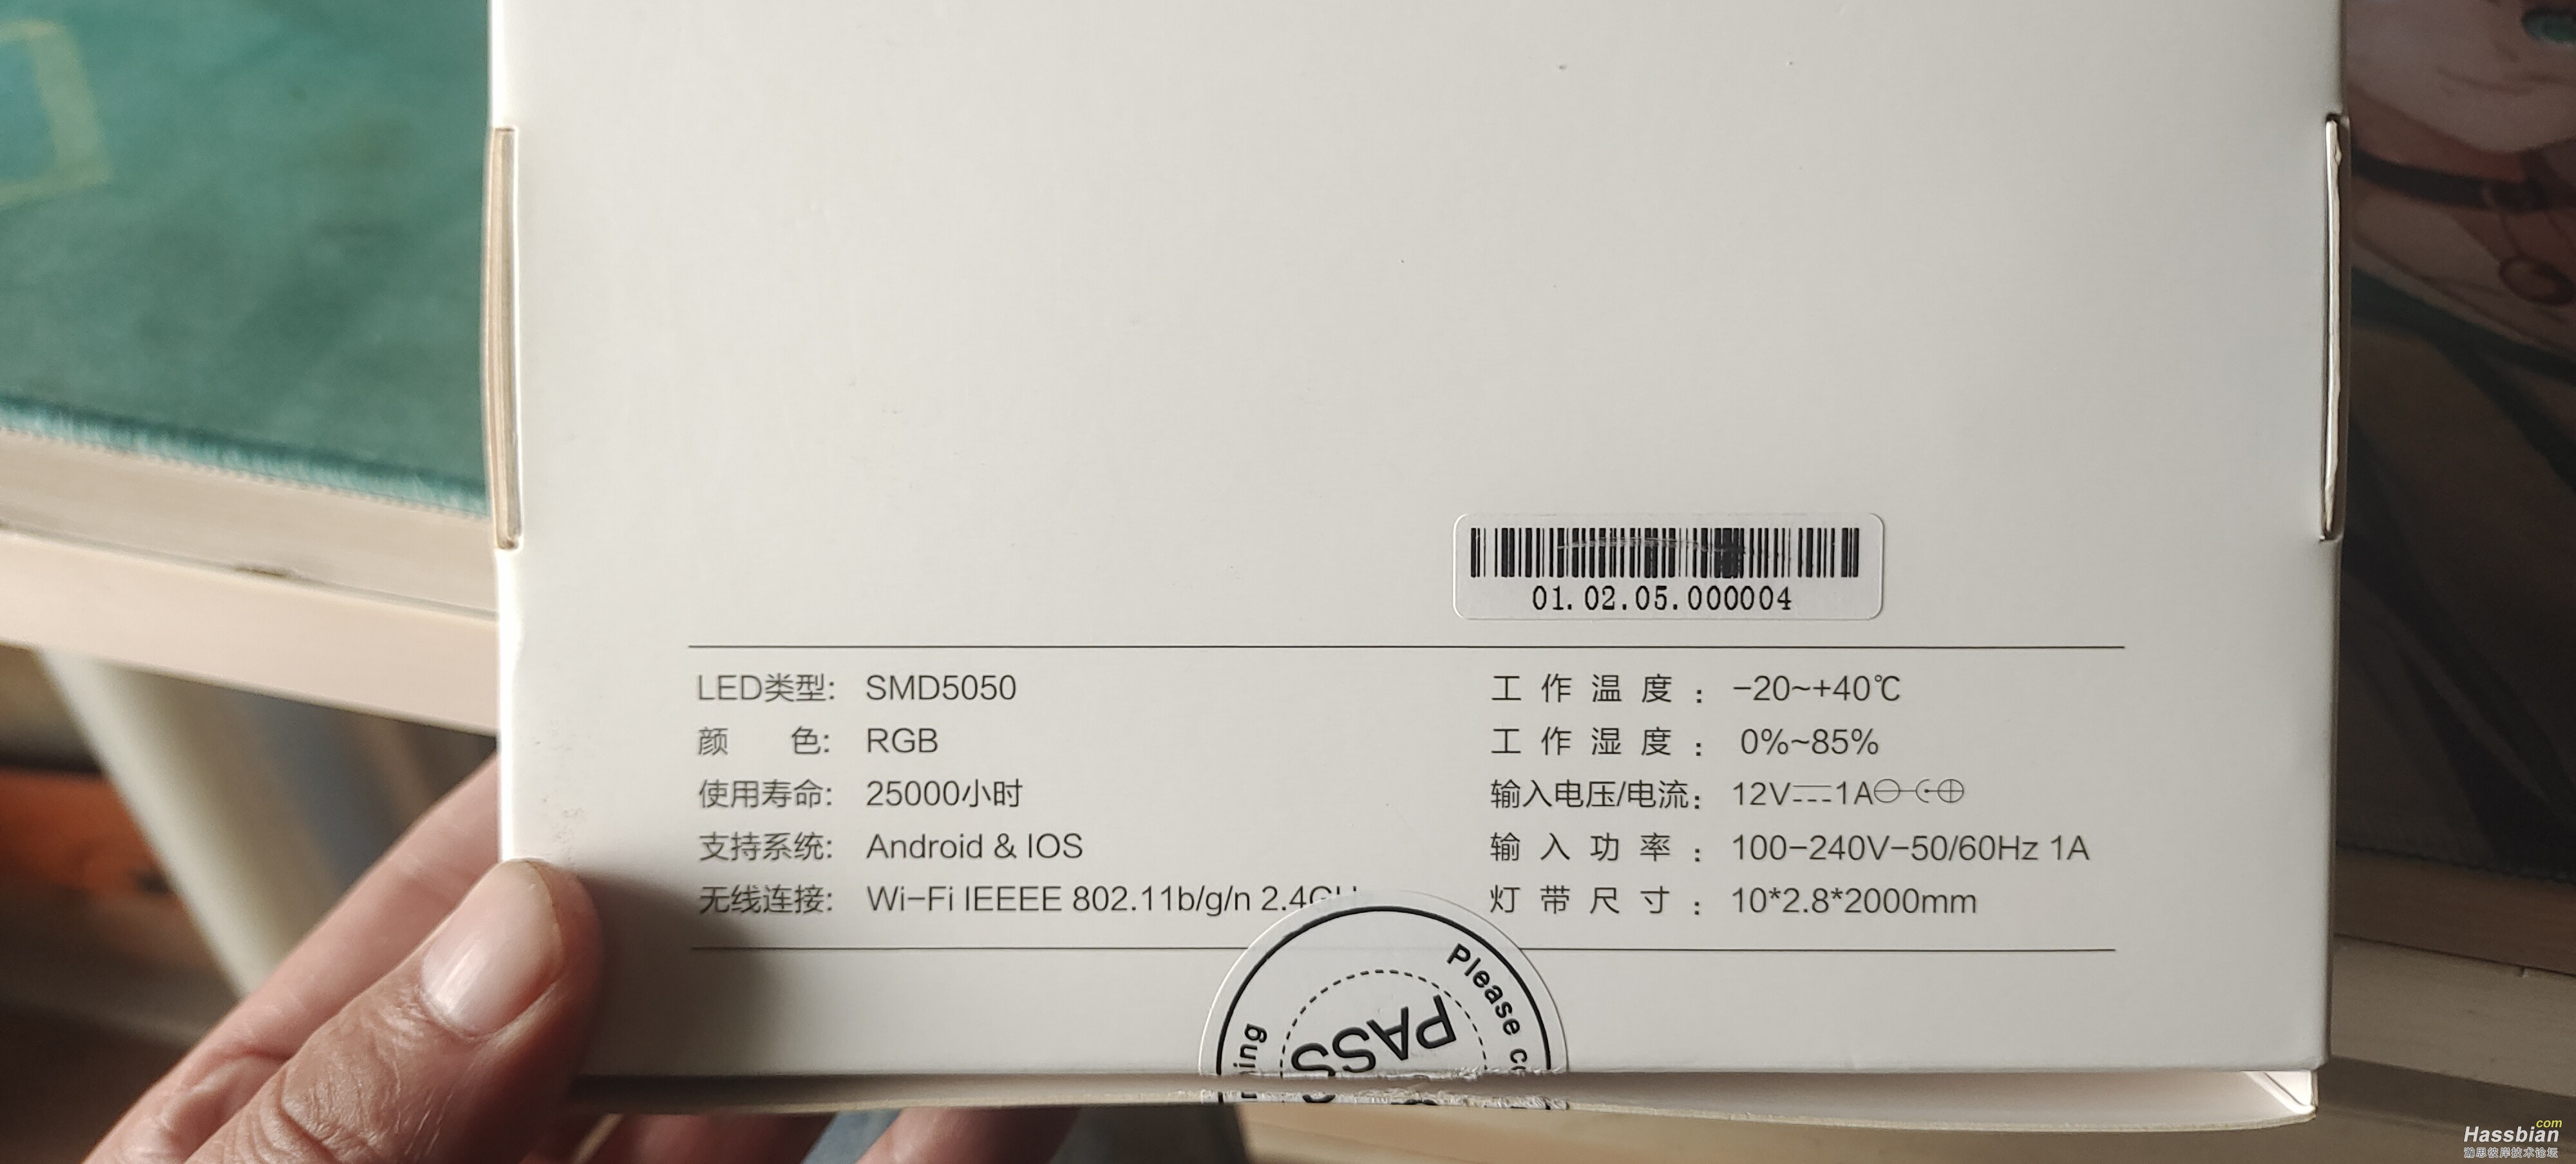 01.02.05.000004
LED类型: SMD5050
颜 色: RGB
使用寿命: 25000小时
支持系统: Android & IOS
无线连接: Wi-Fi IEEEE 802.11b/g/n
工作温度: -20~+40℃
工作湿度: 0%~85%
输入电压/电流: 12V⎓1A
输入功率: 100-240V-50/60Hz 1A
灯带尺寸: 10*2.8*2000mm
Please
PASS
Hassbian.com